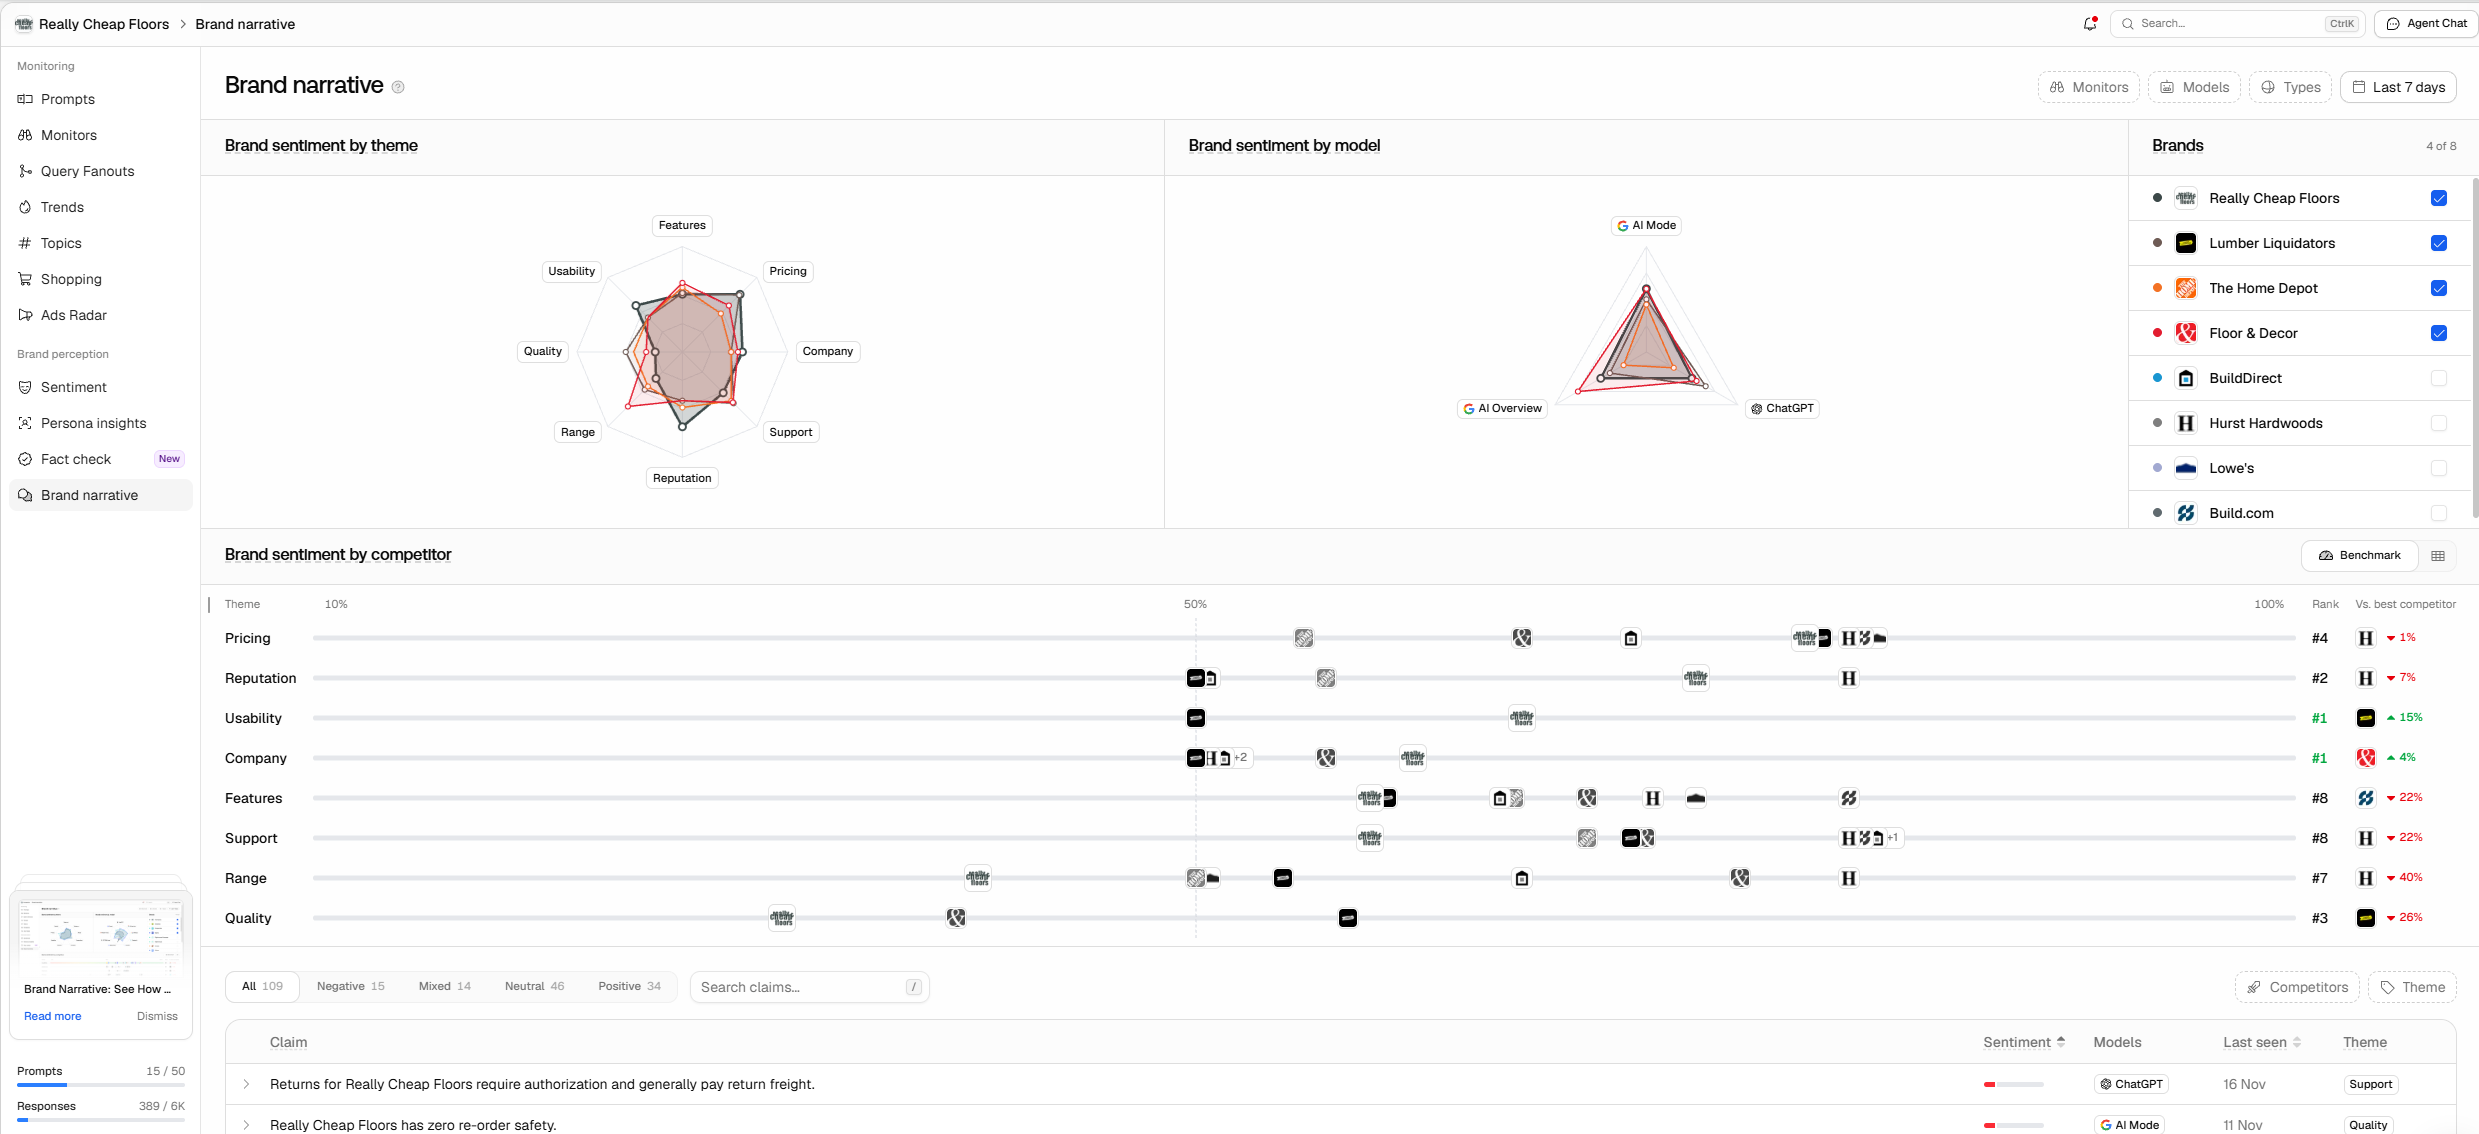 Really Cheap Floors > Brand narrative
Search... CtrlK Agent Chat
Monitoring
Prompts
Monitors
Query Fanouts
Trends
Topics
Shopping
Ads Radar
Brand perception
Sentiment
Persona insights
Fact check New
Brand narrative
Brand Narrative: See How ...
Read more Dismiss
Prompts 15 / 50
Responses 389 / 6K
Brand narrative
Monitors Models Types Last 7 days
Brand sentiment by theme
Features
Usability Pricing
Quality Company
Range Support
Reputation
Brand sentiment by model
AI Mode
AI Overview ChatGPT
Brands 4 of 8
Really Cheap Floors
Lumber Liquidators
The Home Depot
Floor & Decor
BuildDirect
Hurst Hardwoods
Lowe's
Build.com
Brand sentiment by competitor Benchmark
Theme 10% 50% 100% Rank Vs. best competitor
Pricing #4 H 1%
Reputation #2 H 7%
Usability #1 15%
Company +2 #1 & 4%
Features #8 22%
Support +1 #8 H 22%
Range #7 H 40%
Quality #3 26%
All 109 Negative 15 Mixed 14 Neutral 46 Positive 34 Search claims... / Competitors Theme
Claim Sentiment Models Last seen Theme
Returns for Really Cheap Floors require authorization and generally pay return freight. ChatGPT 16 Nov Support
Really Cheap Floors has zero re-order safety. AI Mode 11 Nov Quality